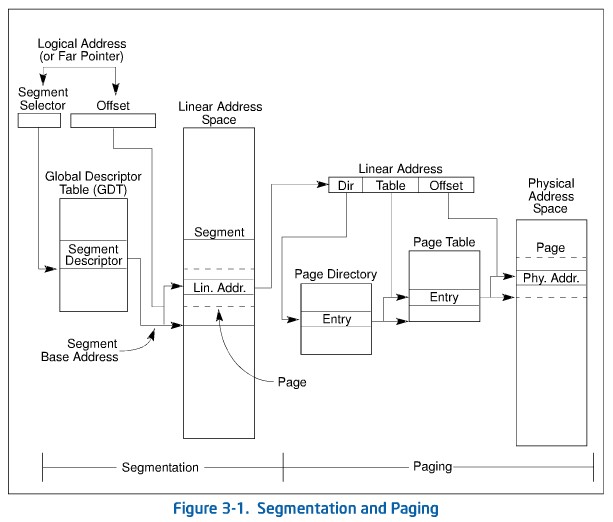 Logical Address
(or Far Pointer)
Segment
Selector
Offset
Linear Address
Space
Global Descriptor
Table (GDT)
Segment
Descriptor
Segment
Lin. Addr.
Segment
Base Address
Page
Linear Address
Dir
Table
Offset
Physical
Address
Space
Page Table
Page
Page Directory
Phy. Addr.
Entry
Entry
Segmentation
Paging
Figure 3-1. Segmentation and Paging